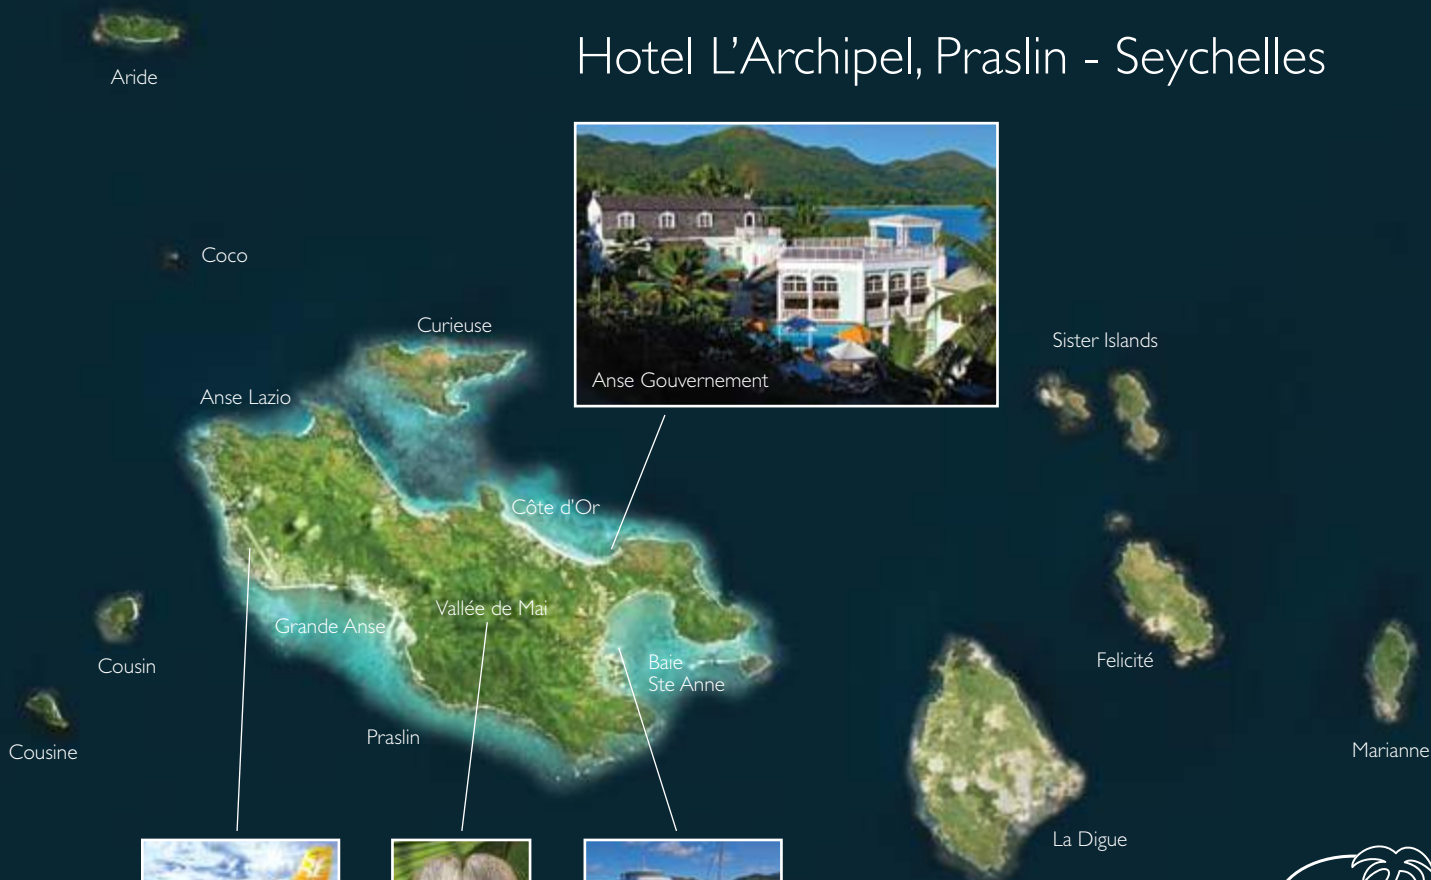 Hotel L'Archipel, Praslin - Seychelles
Aride
Coco
Curieuse
Anse Gouvernement
Sister Islands
Anse Lazio
Côte d'Or
Vallée de Mai
Grande Anse
Baie
Ste Anne
Felicité
Cousin
Praslin
Cousine
Marianne
La Digue